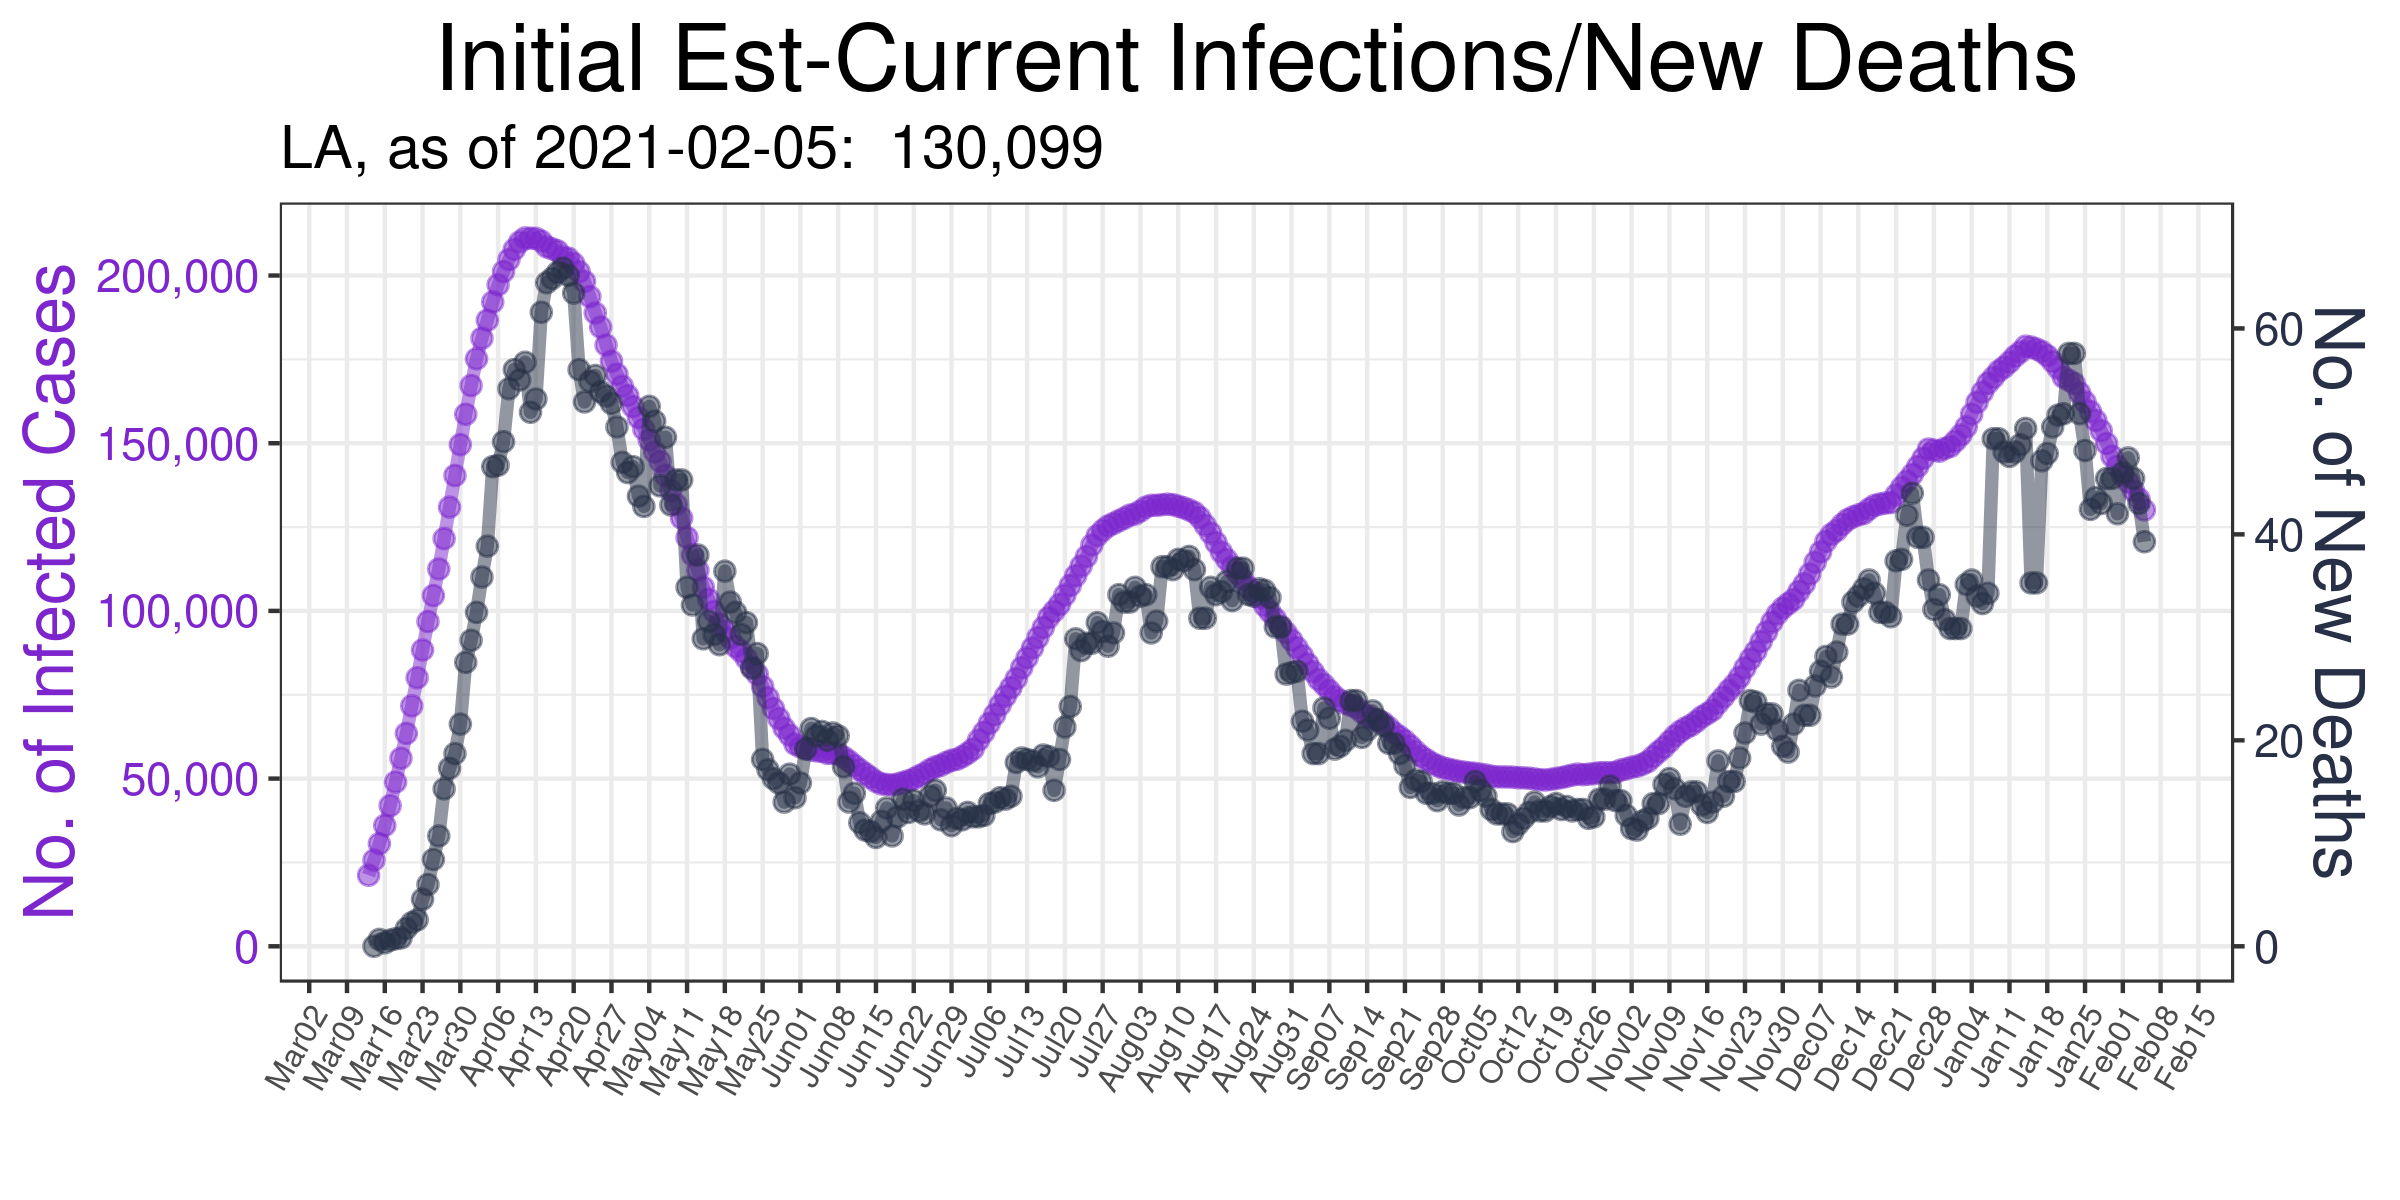 Initial Est-Current Infections/New Deaths
LA, as of 2021-02-05: 130,099
No. of Infected Cases
200,000
150,000
100,000
50,000
0
60
40
20
0
No. of New Deaths
Mar02
Mar09
Mar16
Mar23
Mar30
Apr06
Apr13
Apr20
Apr27
May04
May11
May18
May25
Jun01
Jun08
Jun15
Jun22
Jun29
Jul06
Jul13
Jul20
Jul27
Aug03
Aug10
Aug17
Aug24
Aug31
Sep07
Sep14
Sep21
Sep28
Oct05
Oct12
Oct19
Oct26
Nov02
Nov09
Nov16
Nov23
Nov30
Dec07
Dec14
Dec21
Dec28
Jan04
Jan11
Jan18
Jan25
Feb01
Feb08
Feb15